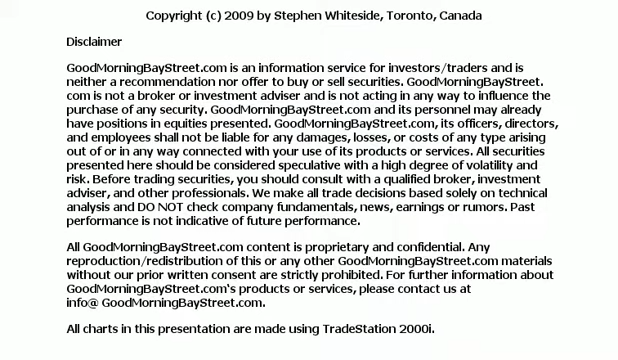 Copyright (c) 2009 by Stephen Whiteside, Toronto, Canada
Disclaimer
GoodMorningBayStreet.com is an information service for investors/traders and is
neither a recommendation nor offer to buy or sell securities. GoodMorningBayStreet.
com is not a broker or investment adviser and is not acting in any way to influence the
purchase of any security. GoodMorningBayStreet.com and its personnel may already
have positions in equities presented. GoodMorningBayStreet.com, its officers, directors,
and employees shall not be liable for any damages, losses, or costs of any type arising
out of or in any way connected with your use of its products or services. All securities
presented here should be considered speculative with a high degree of volatility and
risk. Before trading securities, you should consult with a qualified broker, investment
adviser, and other professionals. We make all trade decisions based solely on technical
analysis and DO NOT check company fundamentals, news, earnings or rumors. Past
performance is not indicative of future performance.
All GoodMorningBayStreet.com content is proprietary and confidential. Any
reproduction/redistribution of this or any other GoodMorningBayStreet.com materials
without our prior written consent are strictly prohibited. For further information about
GoodMorningBayStreet.com's products or services, please contact us at
info@ GoodMorningBayStreet.com.
All charts in this presentation are made using TradeStation 2000i.